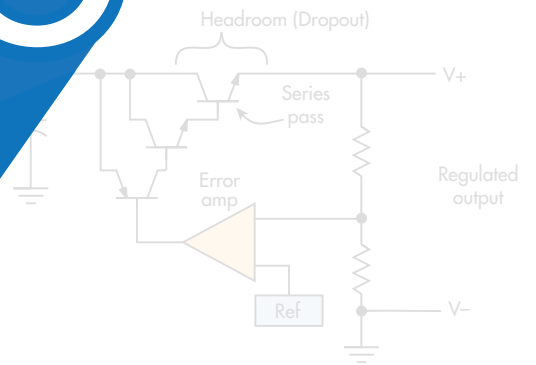 Headroom (Dropout)
V+
Series
pass
Error
amp
Regulated
output
Ref
V–